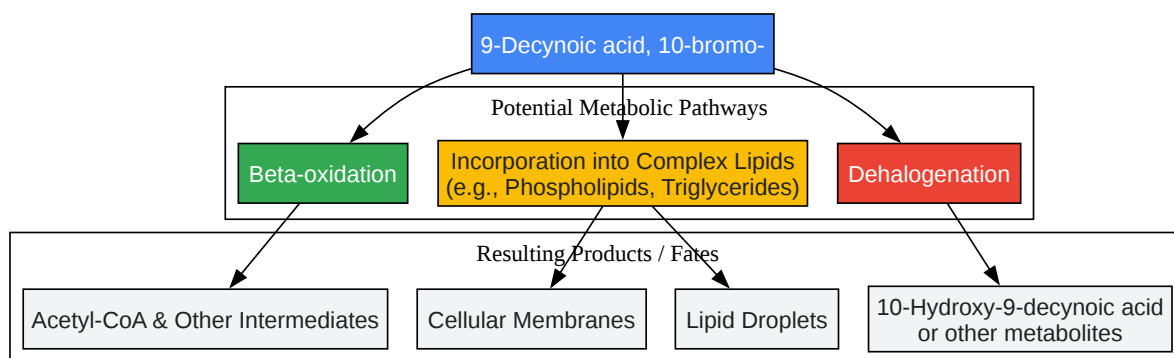 9-Decynoic acid, 10-bromo-
Potential Metabolic Pathways
Beta-oxidation
Incorporation into Complex Lipids
(e.g., Phospholipids, Triglycerides)
Dehalogenation
Resulting Products / Fates
Acetyl-CoA & Other Intermediates
Cellular Membranes
Lipid Droplets
10-Hydroxy-9-decynoic acid
or other metabolites